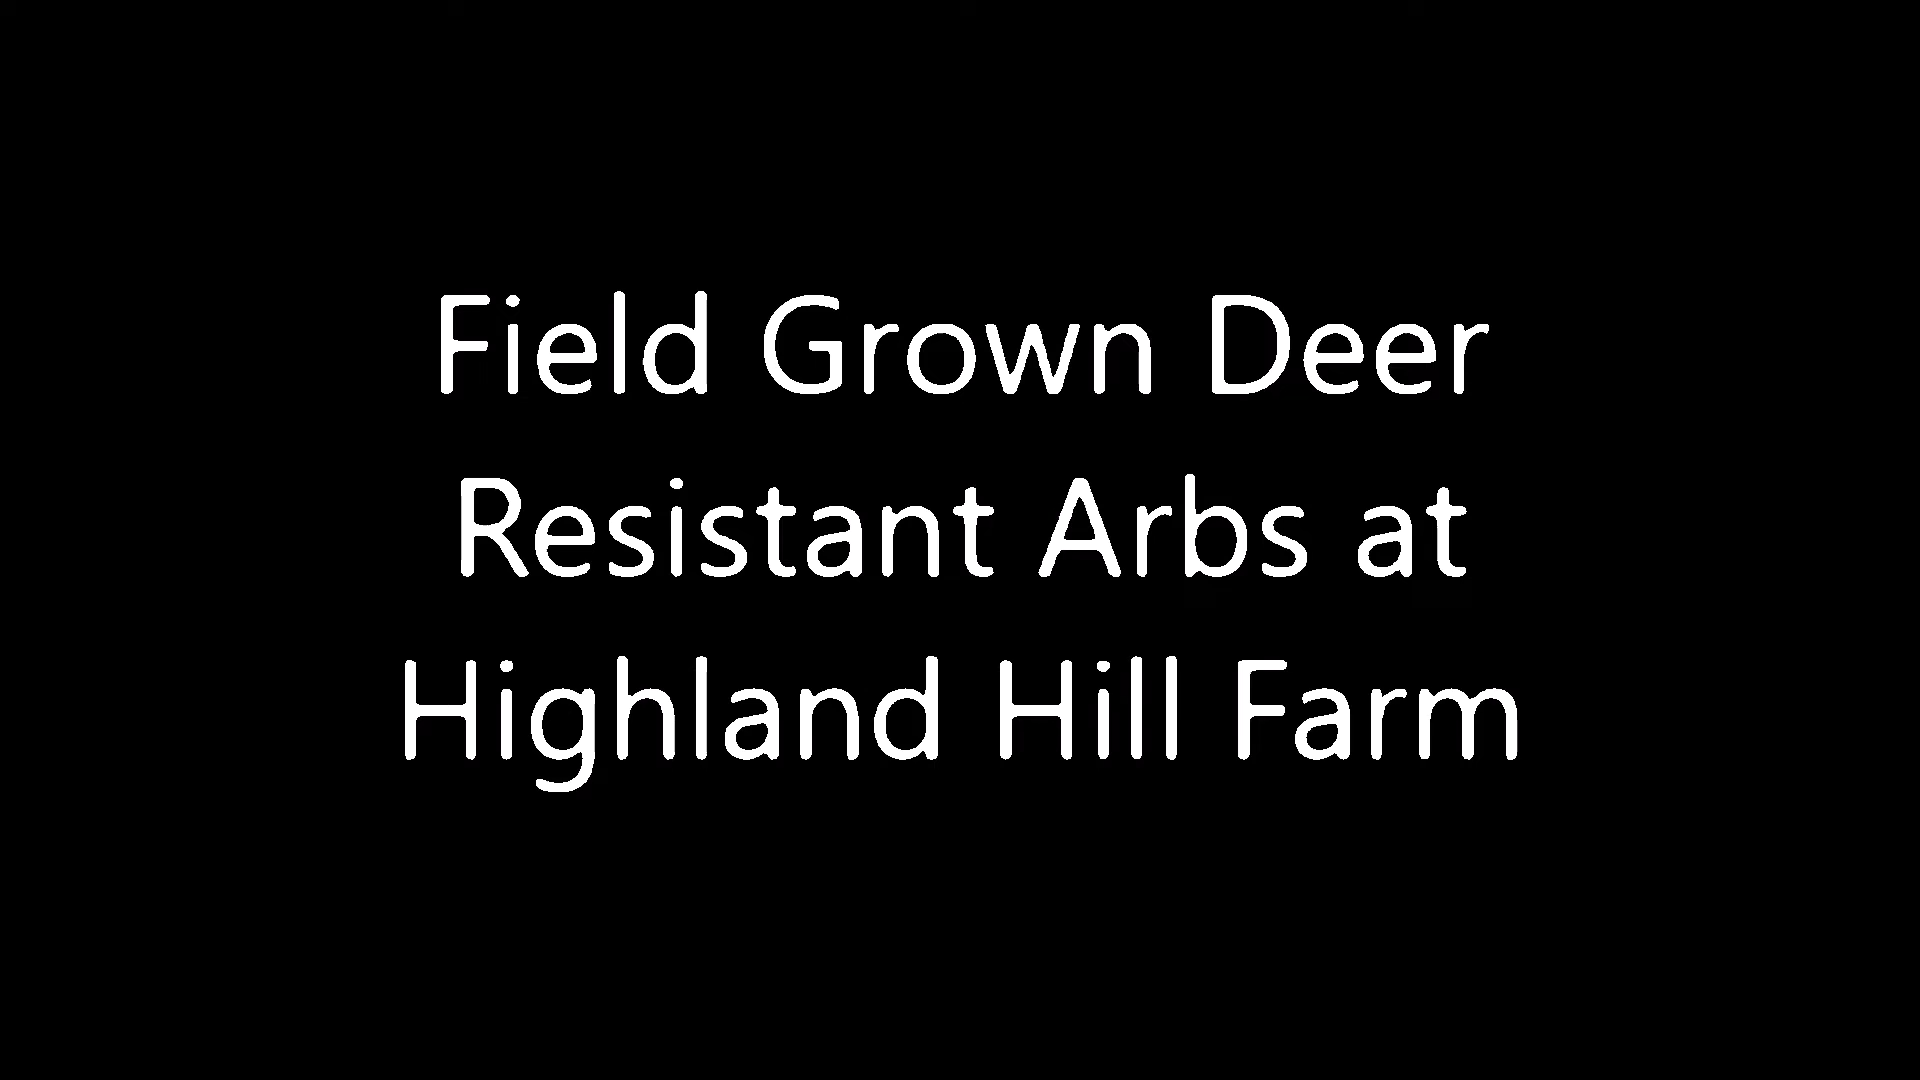 Field Grown Deer
Resistant Arbs at
Highland Hill Farm